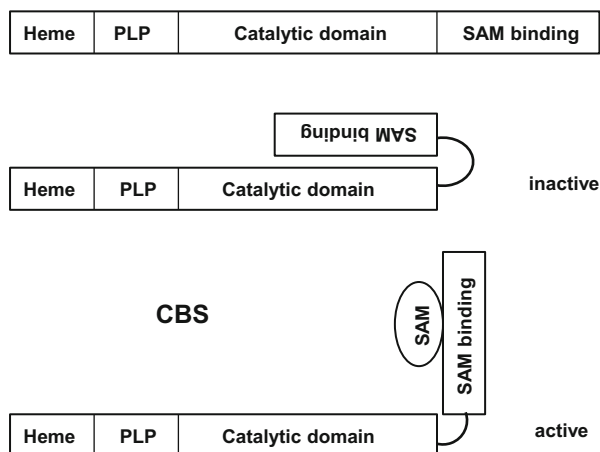 Heme PLP Catalytic domain SAM binding
SAM binding
Heme PLP Catalytic domain
inactive
CBS
SAM
SAM binding
Heme PLP Catalytic domain
active